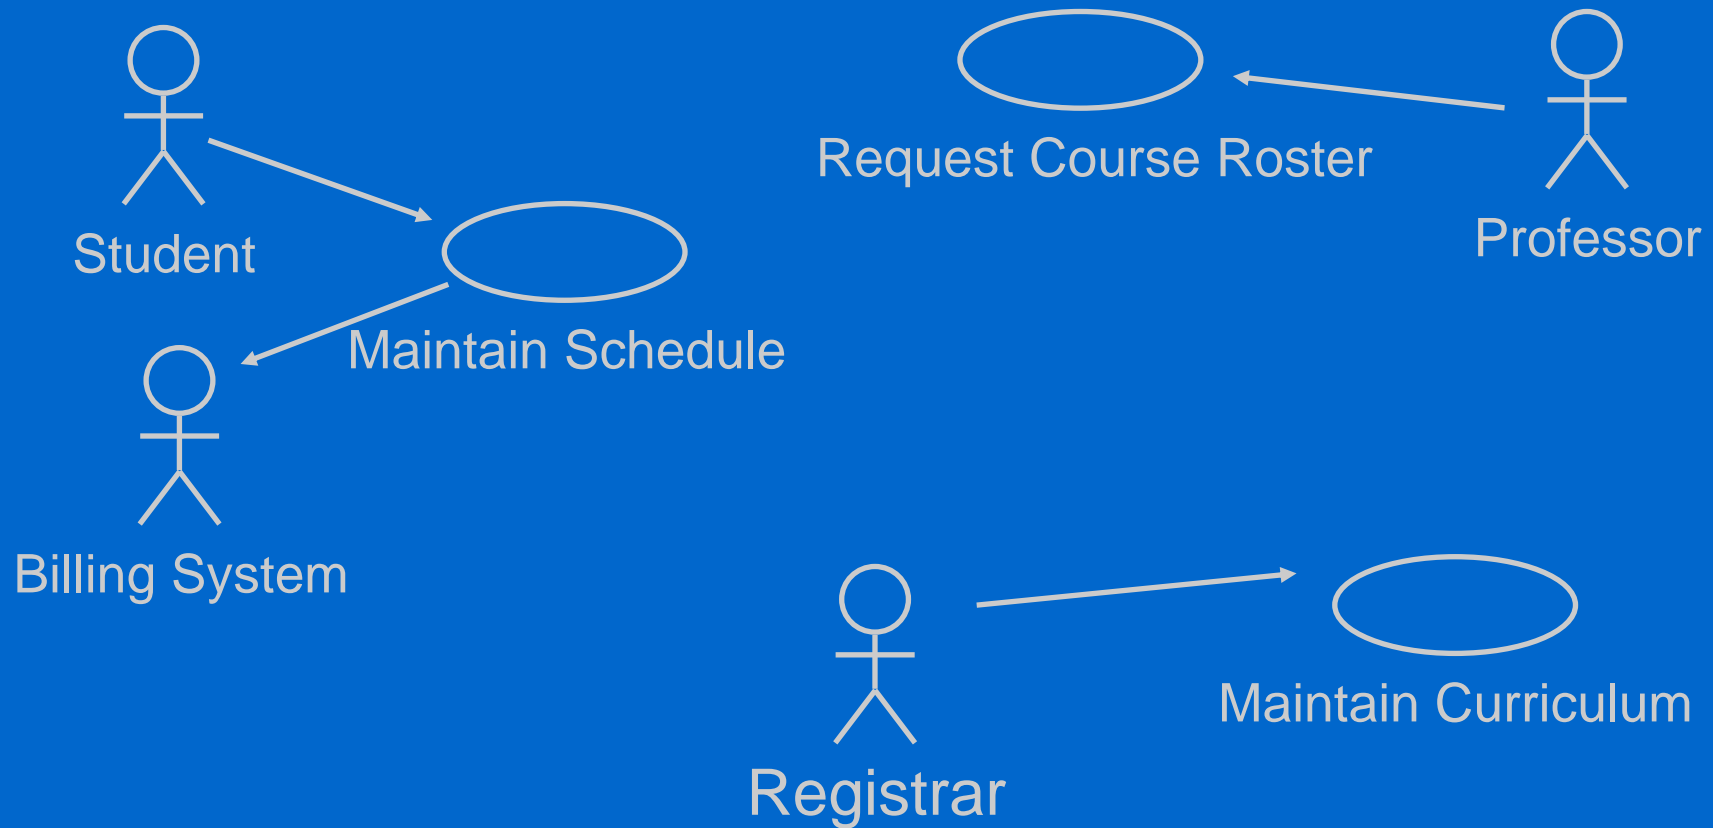 Request Course Roster
Student
Professor
Maintain Schedule
Billing System
Maintain Curriculum
Registrar